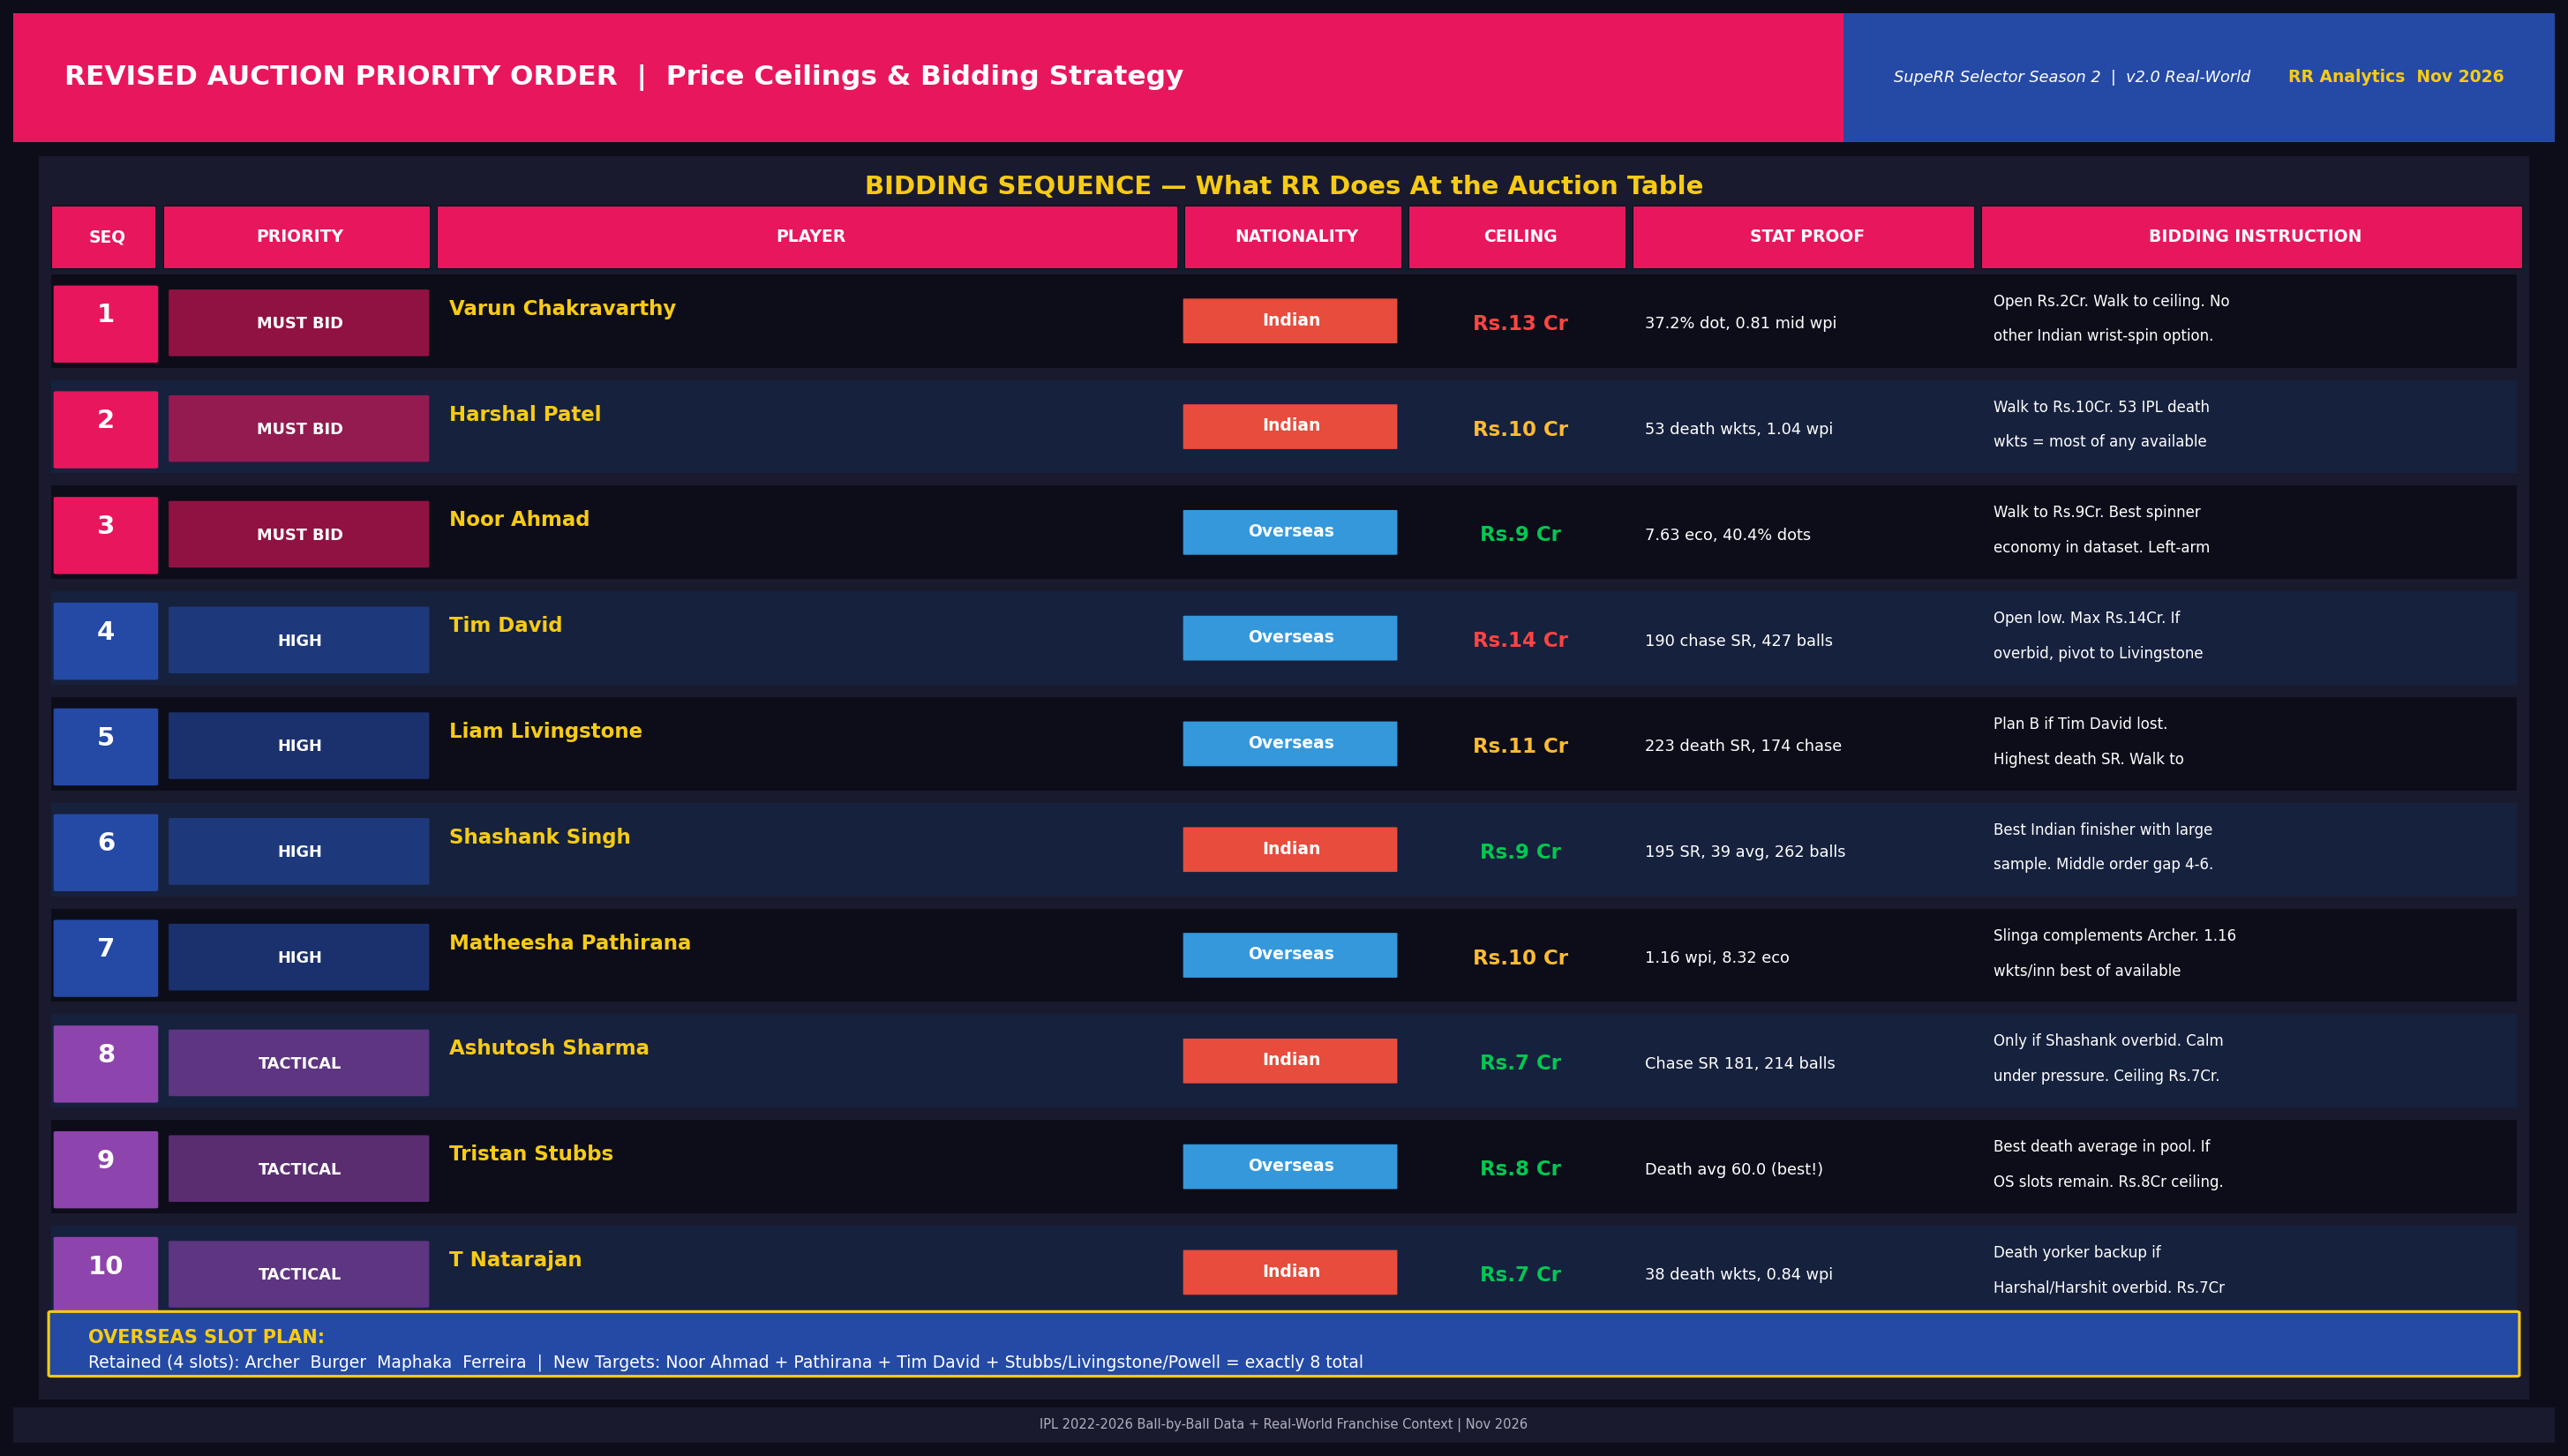 REVISED AUCTION PRIORITY ORDER | Price Ceilings & Bidding Strategy
SupeRR Selector Season 2 | v2.0 Real-World RR Analytics Nov 2026
BIDDING SEQUENCE — What RR Does At the Auction Table
SEQ PRIORITY PLAYER NATIONALITY CEILING STAT PROOF BIDDING INSTRUCTION
1 MUST BID Varun Chakravarthy Indian Rs.13 Cr 37.2% dot, 0.81 mid wpi Open Rs.2Cr. Walk to ceiling. No
other Indian wrist-spin option.
2 MUST BID Harshal Patel Indian Rs.10 Cr 53 death wkts, 1.04 wpi Walk to Rs.10Cr. 53 IPL death
wkts = most of any available
3 MUST BID Noor Ahmad Overseas Rs.9 Cr 7.63 eco, 40.4% dots Walk to Rs.9Cr. Best spinner
economy in dataset. Left-arm
4 HIGH Tim David Overseas Rs.14 Cr 190 chase SR, 427 balls Open low. Max Rs.14Cr. If
overbid, pivot to Livingstone
5 HIGH Liam Livingstone Overseas Rs.11 Cr 223 death SR, 174 chase Plan B if Tim David lost.
Highest death SR. Walk to
6 HIGH Shashank Singh Indian Rs.9 Cr 195 SR, 39 avg, 262 balls Best Indian finisher with large
sample. Middle order gap 4-6.
7 HIGH Matheesha Pathirana Overseas Rs.10 Cr 1.16 wpi, 8.32 eco Slinga complements Archer. 1.16
wkts/inn best of available
8 TACTICAL Ashutosh Sharma Indian Rs.7 Cr Chase SR 181, 214 balls Only if Shashank overbid. Calm
under pressure. Ceiling Rs.7Cr.
9 TACTICAL Tristan Stubbs Overseas Rs.8 Cr Death avg 60.0 (best!) Best death average in pool. If
OS slots remain. Rs.8Cr ceiling.
10 TACTICAL T Natarajan Indian Rs.7 Cr 38 death wkts, 0.84 wpi Death yorker backup if
Harshal/Harshit overbid. Rs.7Cr
OVERSEAS SLOT PLAN:
Retained (4 slots): Archer Burger Maphaka Ferreira | New Targets: Noor Ahmad + Pathirana + Tim David + Stubbs/Livingstone/Powell = exactly 8 total
IPL 2022-2026 Ball-by-Ball Data + Real-World Franchise Context | Nov 2026